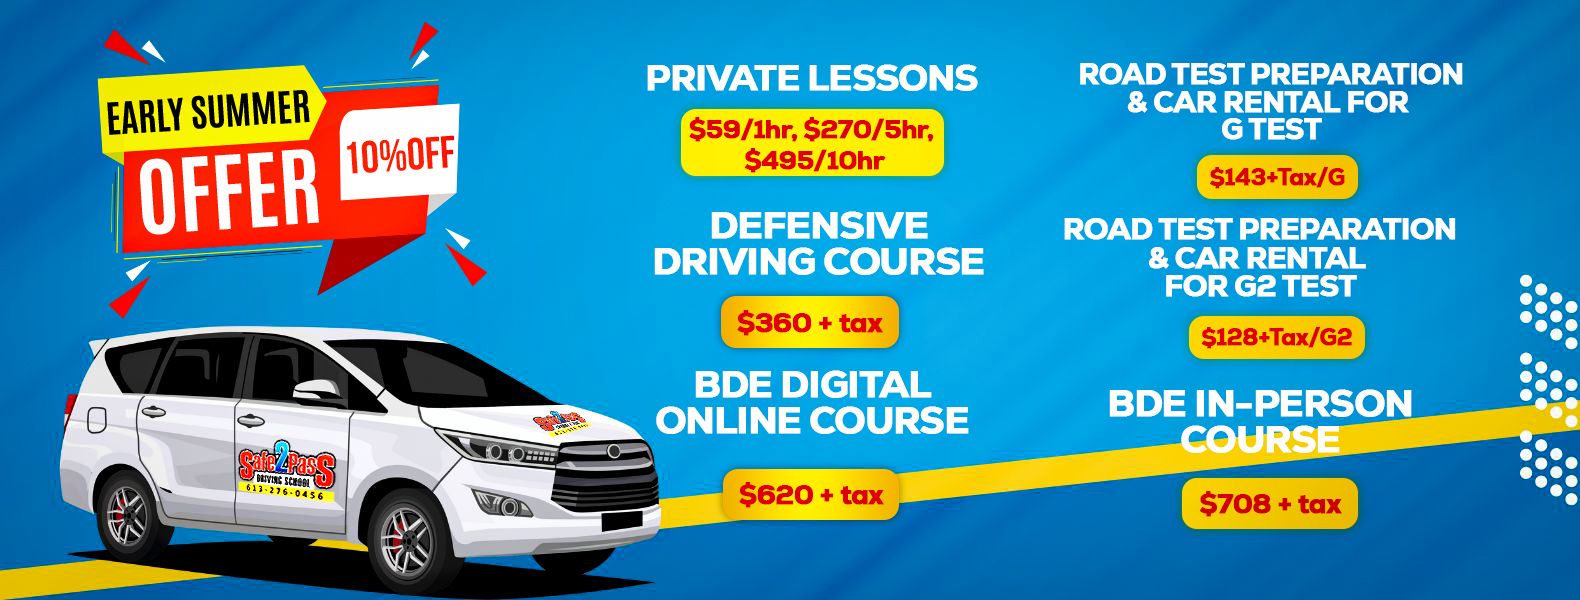 EARLY SUMMER
OFFER
10%OFF
PRIVATE LESSONS
$59/1hr, $270/5hr,
$495/10hr
DEFENSIVE
DRIVING COURSE
$360 + tax
BDE DIGITAL
ONLINE COURSE
$620 + tax
ROAD TEST PREPARATION
& CAR RENTAL FOR
G TEST
$143+Tax/G
ROAD TEST PREPARATION
& CAR RENTAL
FOR G2 TEST
$128+Tax/G2
BDE IN-PERSON
COURSE
$708 + tax
Safe2PasS
DRIVING SCHOOL
613-276-0456